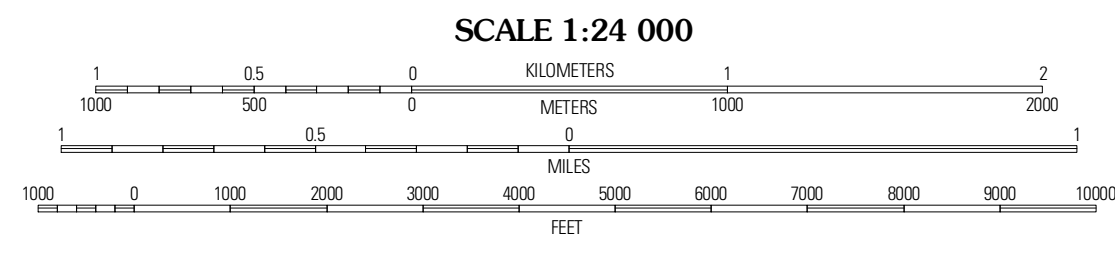 SCALE 1:24 000
1 0.5 0 KILOMETERS 1 2
1000 500 0 METERS 1000 2000
1 0.5 0 1
MILES
1000 0 1000 2000 3000 4000 5000 6000 7000 8000 9000 10000
FEET